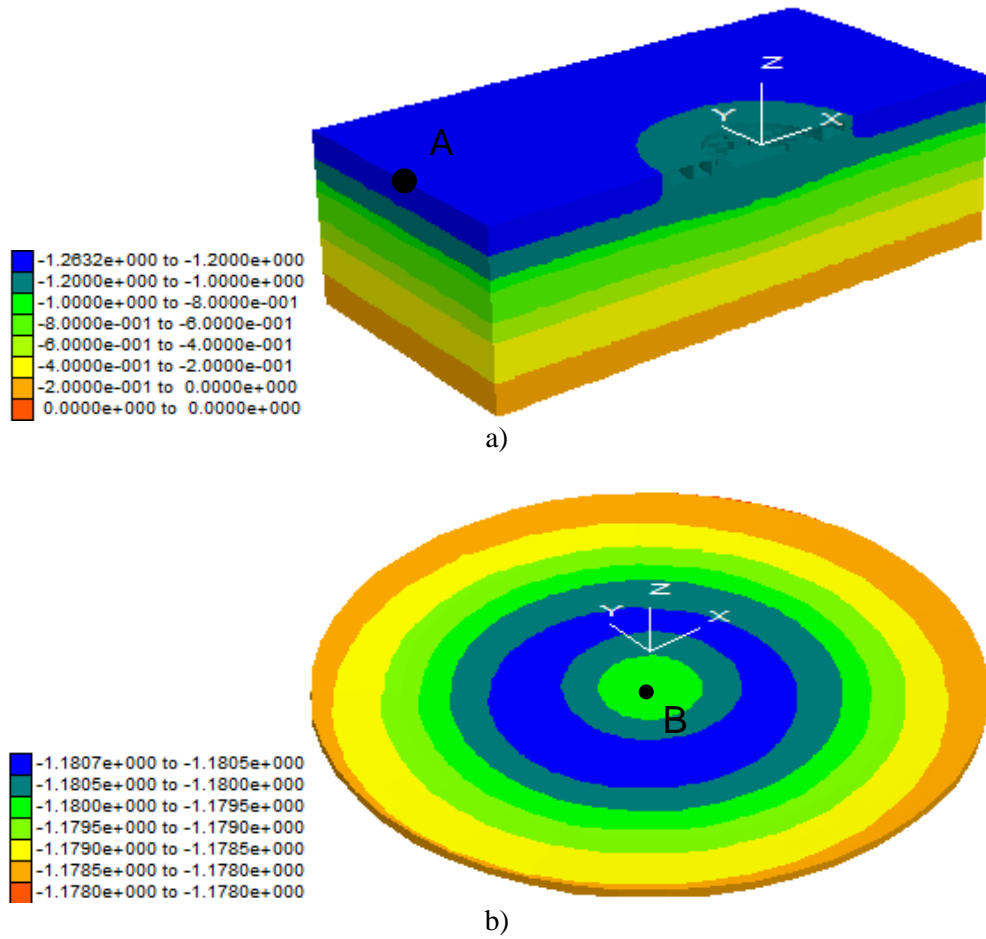 Z
A
Y
X
-1.2632e+000 to -1.2000e+000
-1.2000e+000 to -1.0000e+000
-1.0000e+000 to -8.0000e-001
-8.0000e-001 to -6.0000e-001
-6.0000e-001 to -4.0000e-001
-4.0000e-001 to -2.0000e-001
-2.0000e-001 to 0.0000e+000
0.0000e+000 to 0.0000e+000
a)
Z
Y
X
B
-1.1807e+000 to -1.1805e+000
-1.1805e+000 to -1.1800e+000
-1.1800e+000 to -1.1795e+000
-1.1795e+000 to -1.1790e+000
-1.1790e+000 to -1.1785e+000
-1.1785e+000 to -1.1780e+000
-1.1780e+000 to -1.1780e+000
b)